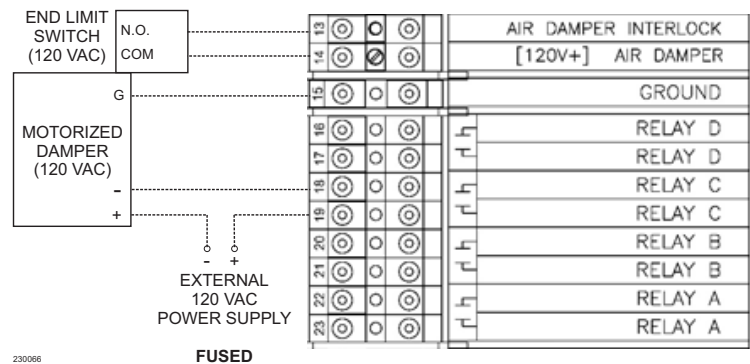 END LIMIT
SWITCH
(120 VAC)
N.O.
COM
13
AIR DAMPER INTERLOCK
14
[120V+] AIR DAMPER
MOTORIZED
DAMPER
(120 VAC)
G
-
+
15
GROUND
16
RELAY D
17
RELAY D
18
RELAY C
19
RELAY C
20
RELAY B
21
RELAY B
22
RELAY A
23
RELAY A
- +
EXTERNAL
120 VAC
POWER SUPPLY
FUSED
230066